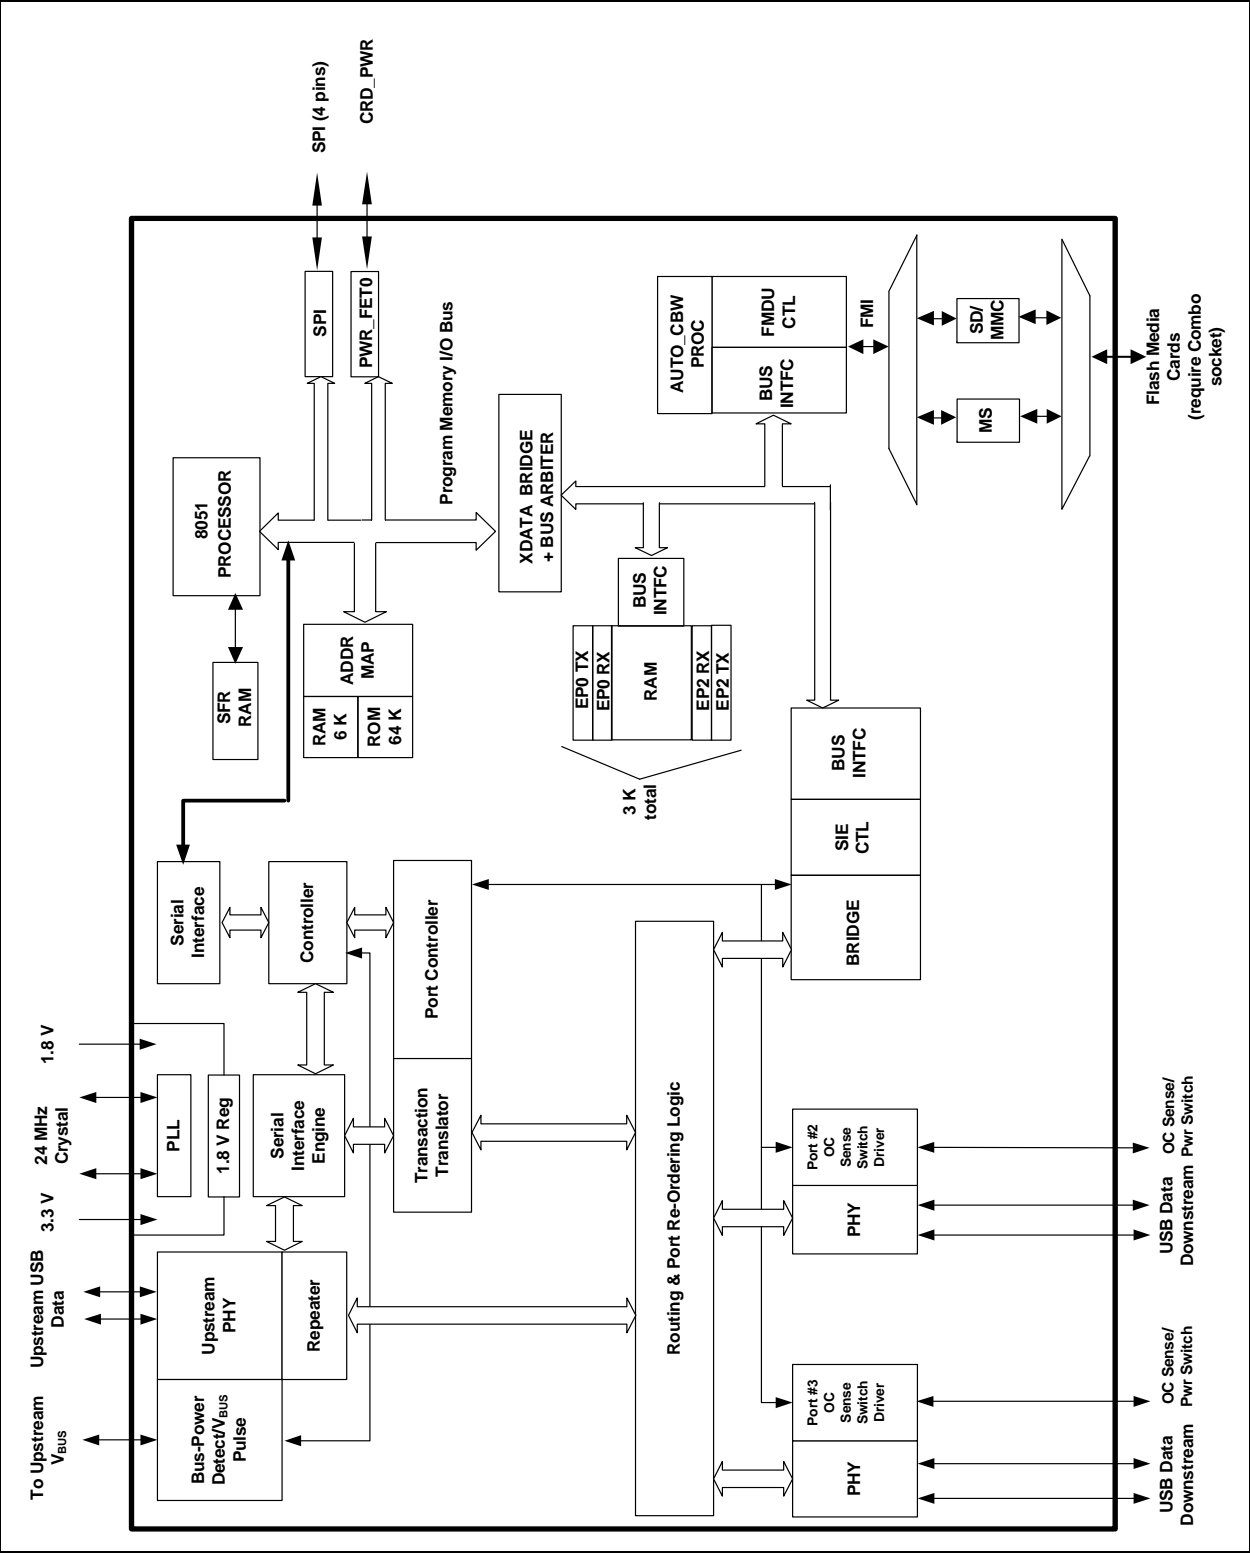 To Upstream
VBUS
Upstream USB
Data
3.3 V
24 MHz
Crystal
1.8 V
SPI (4 pins)
CRD_PWR
Bus-Power
Detect/VBUS
Pulse
Upstream
PHY
Repeater
PLL
1.8 V Reg
Serial
Interface
Engine
Serial
Interface
Controller
Transaction
Translator
Port Controller
SFR
RAM
8051
PROCESSOR
RAM
6 K
ROM
64 K
ADDR
MAP
SPI
PWR_FET0
Program Memory I/O Bus
XDATA BRIDGE
+ BUS ARBITER
3 K
total
EP0 TX
EP0 RX
RAM
EP2 RX
EP2 TX
BUS
INTFC
AUTO_CBW
PROC
BUS
INTFC
FMDU
CTL
FMI
MS
SD/
MMC
Flash Media
Cards
(require Combo
socket)
Routing & Port Re-Ordering Logic
BRIDGE
SIE
CTL
BUS
INTFC
PHY
Port #3
OC
Sense
Switch
Driver
PHY
Port #2
OC
Sense
Switch
Driver
USB Data
Downstream
OC Sense/
Pwr Switch
USB Data
Downstream
OC Sense/
Pwr Switch